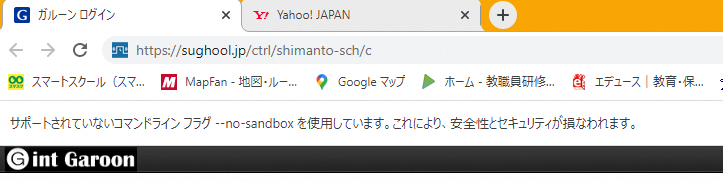 ガルーン ログイン
Yahoo! JAPAN
https://sughool.jp/ctrl/shimanto-sch/c
スマートスクール (スマ...
MapFan - 地図・ルー...
Google マップ
ホーム - 教職員研修...
エデュース | 教育・保...
サポートされていないコマンドライン フラグ --no-sandbox を使用しています。これにより、安全性とセキュリティが損なわれます。
Gint Garoon